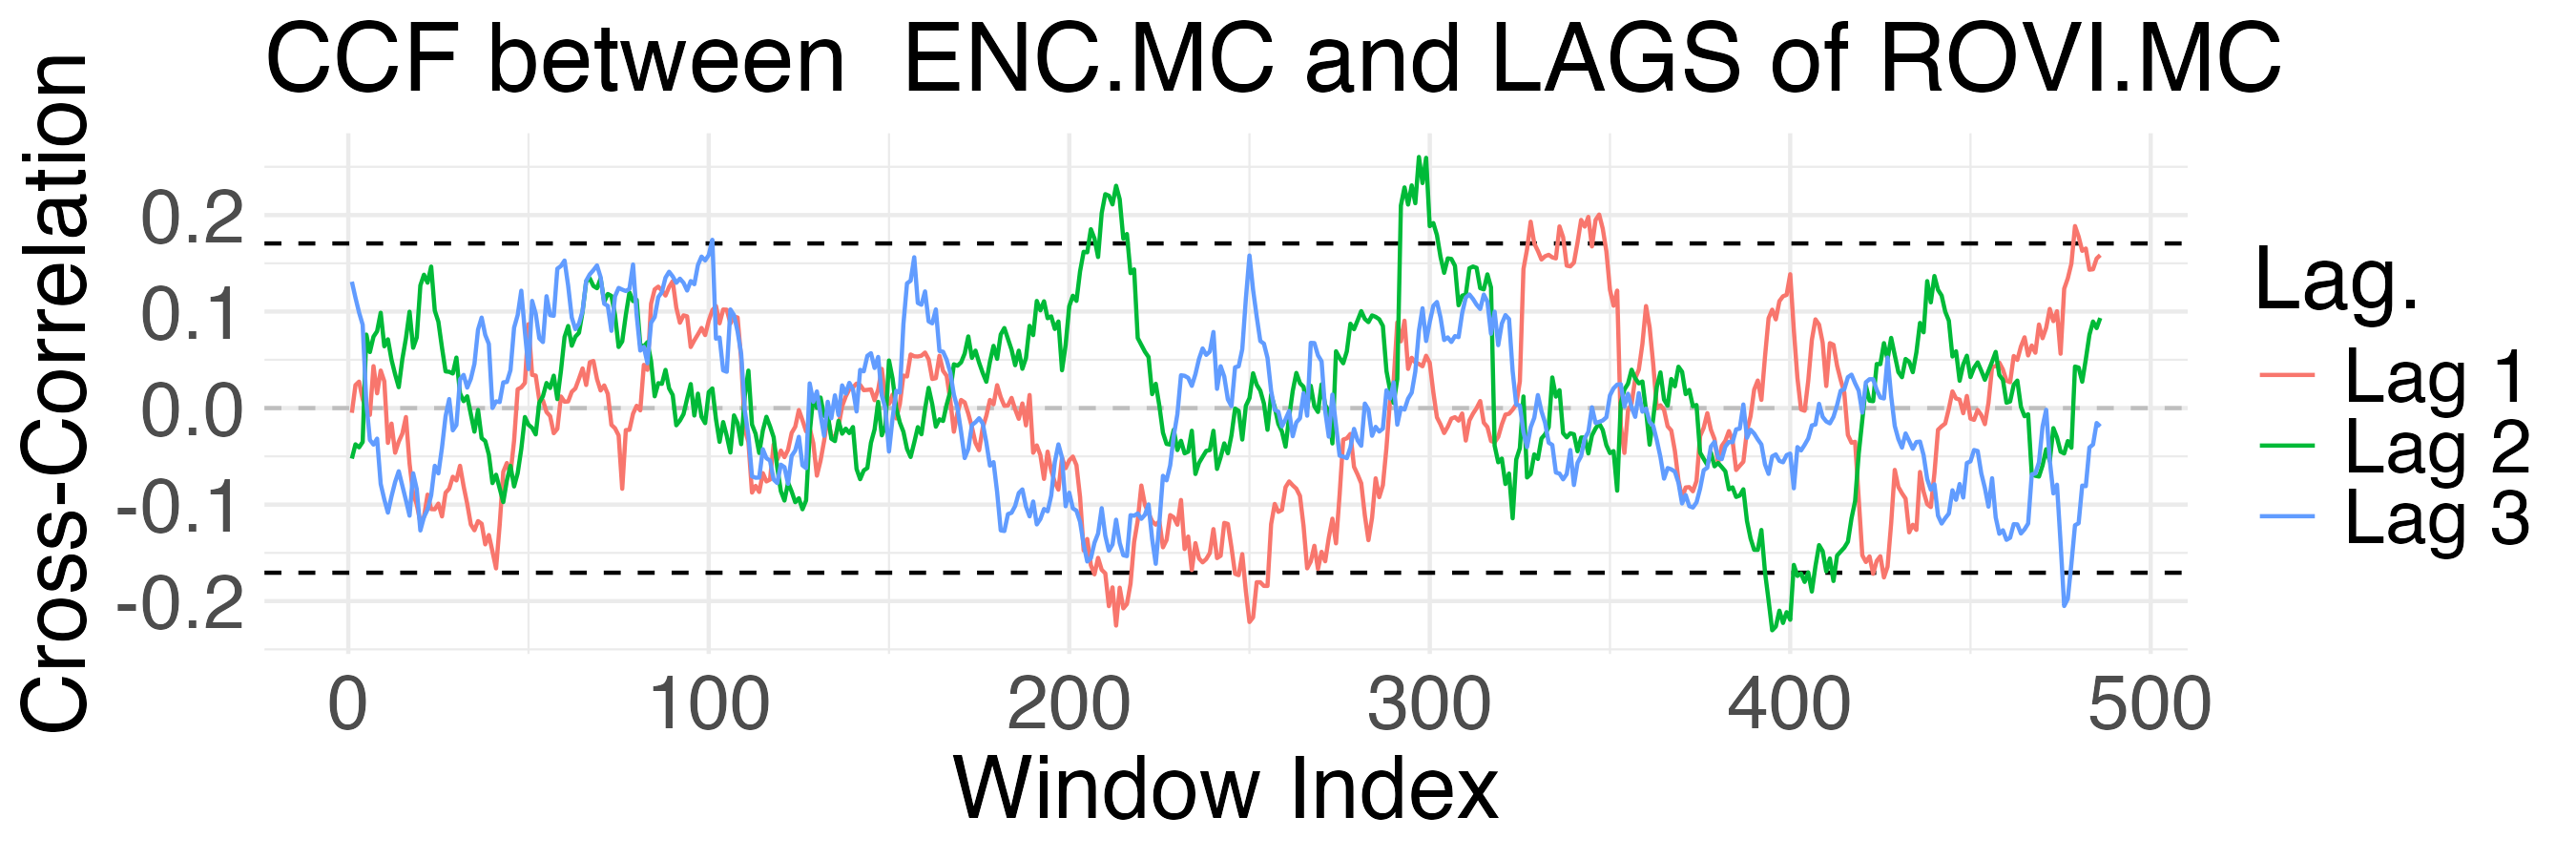 CCF between  ENC.MC and LAGS of ROVI.MC
Cross-Correlation
0.2
0.1
0.0
-0.1
-0.2
0 100 200 300 400 500
Window Index
Lag.
Lag 1
Lag 2
Lag 3